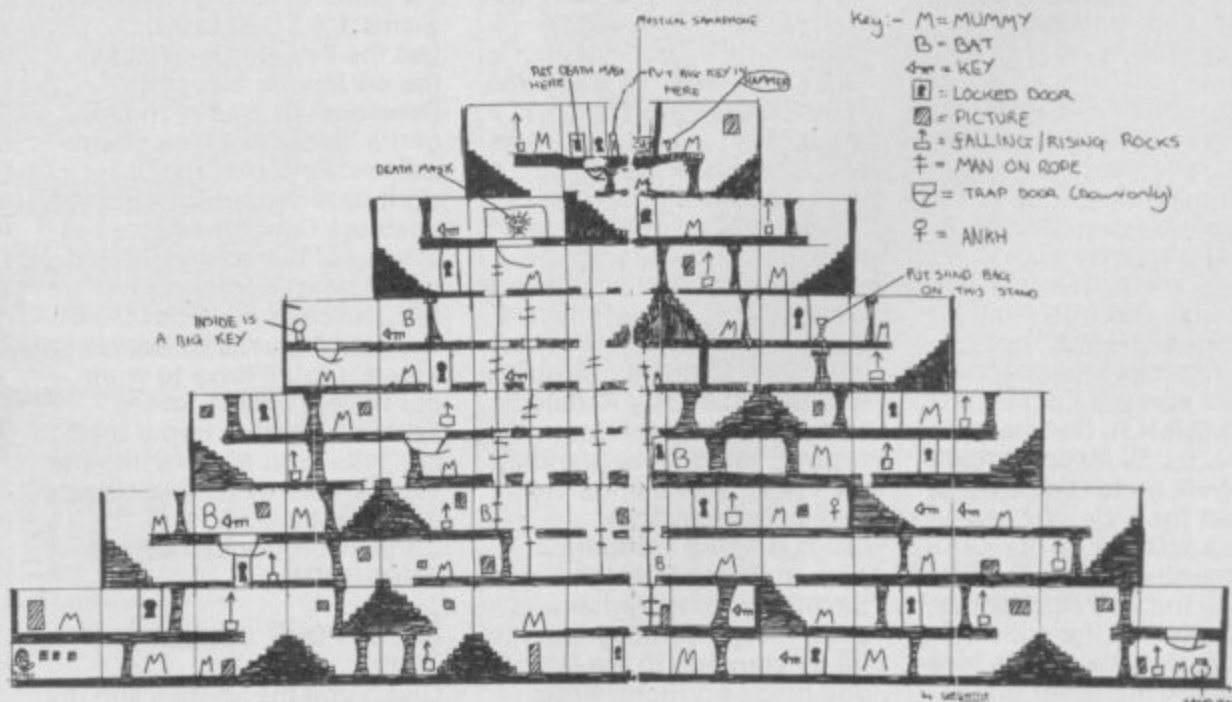 MYSTICAL SARAPHONE
PUT DEATH MASK
HERE
PUT BIG KEY IN
HERE
HAMMER
DEATH MASK
INSIDE IS
A BIG KEY
PUT SAND BAG
ON THIS STAND
Key - M = MUMMY
B = BAT
= KEY
= LOCKED DOOR
= PICTURE
= FALLING/RISING ROCKS
= MAN ON ROPE
= TRAP DOOR (DOWN only)
= ANKH